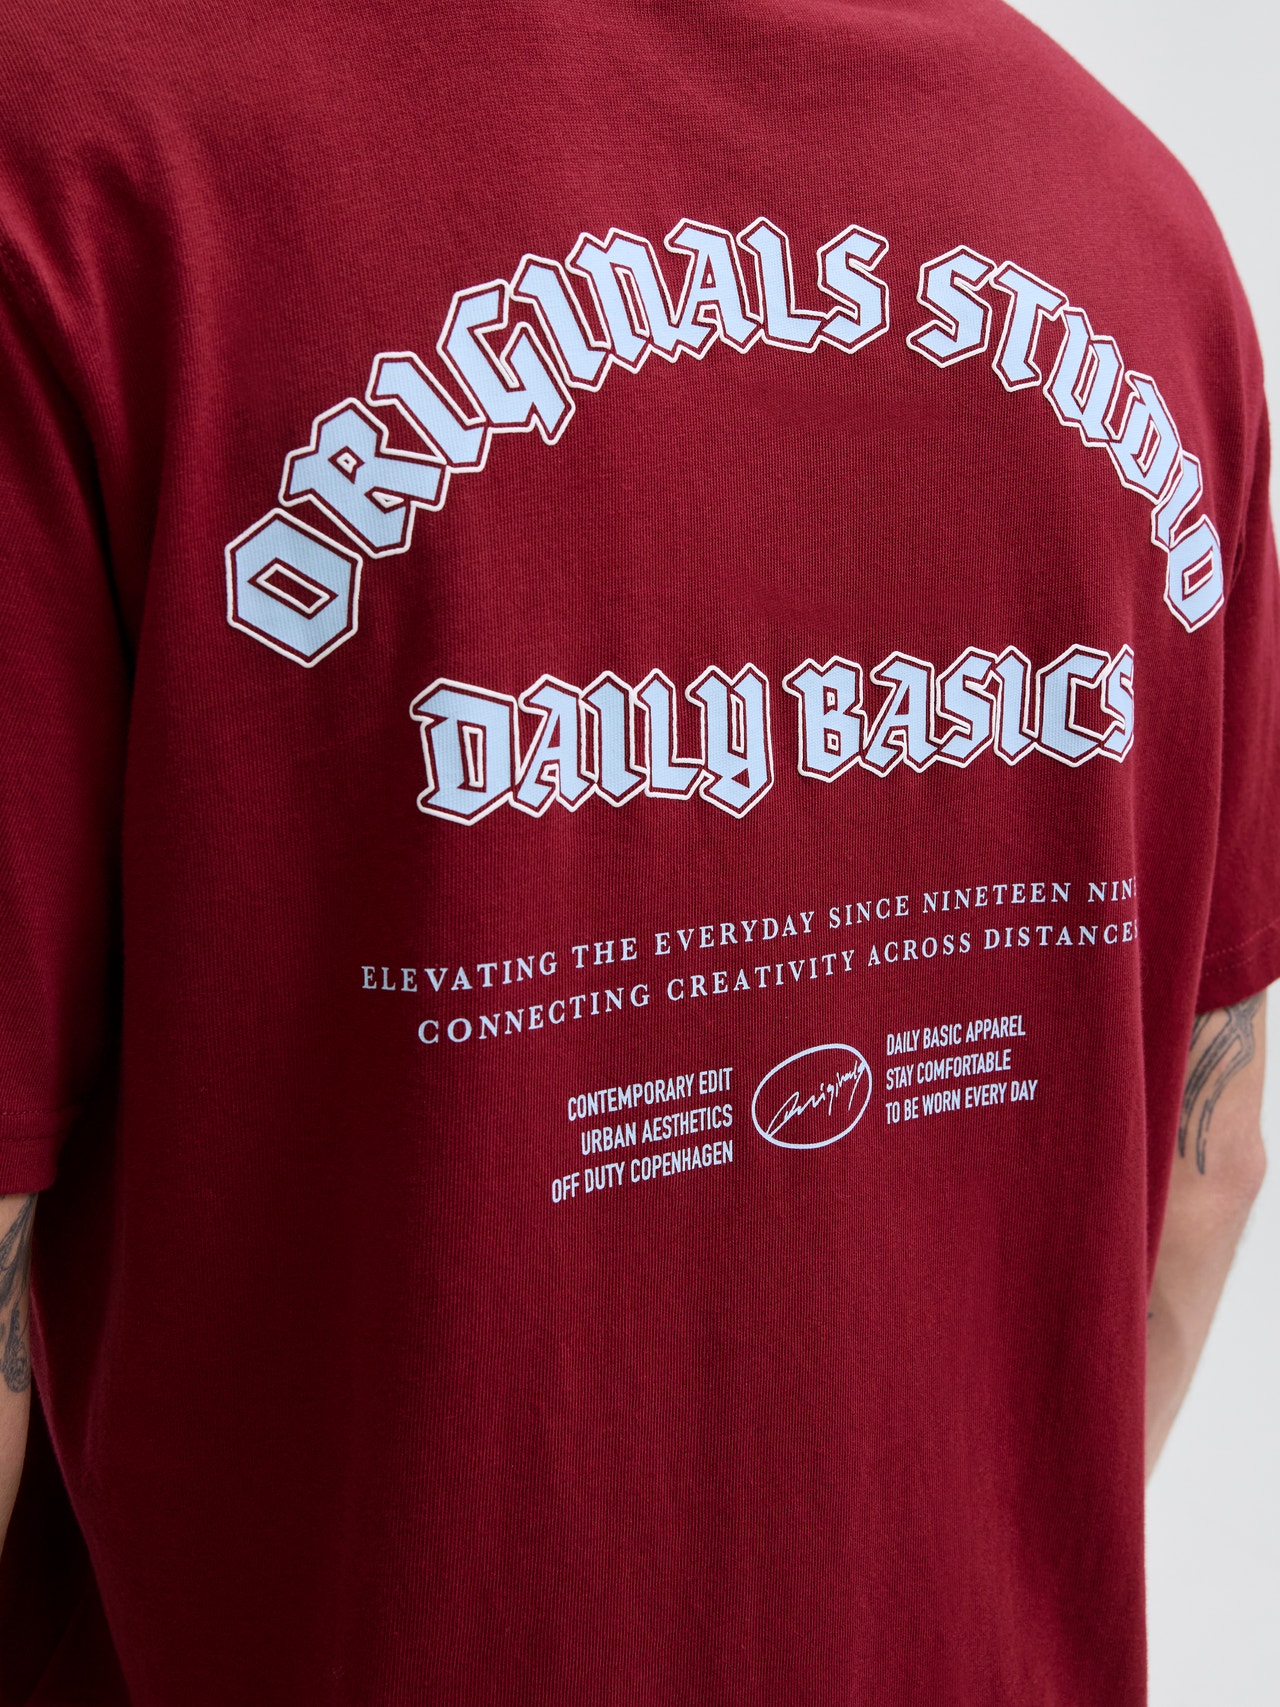 ORIGINALS STUDIO
DAILY BASICS
ELEVATING THE EVERYDAY SINCE NINETEEN
CONNECTING CREATIVITY ACROSS DISTANCES
CONTEMPORARY EDIT
URBAN AESTHETICS
OFF DUTY COPENHAGEN
Originals
DAILY BASIC APPAREL
STAY COMFORTABLE
TO BE WORN EVERY DAY